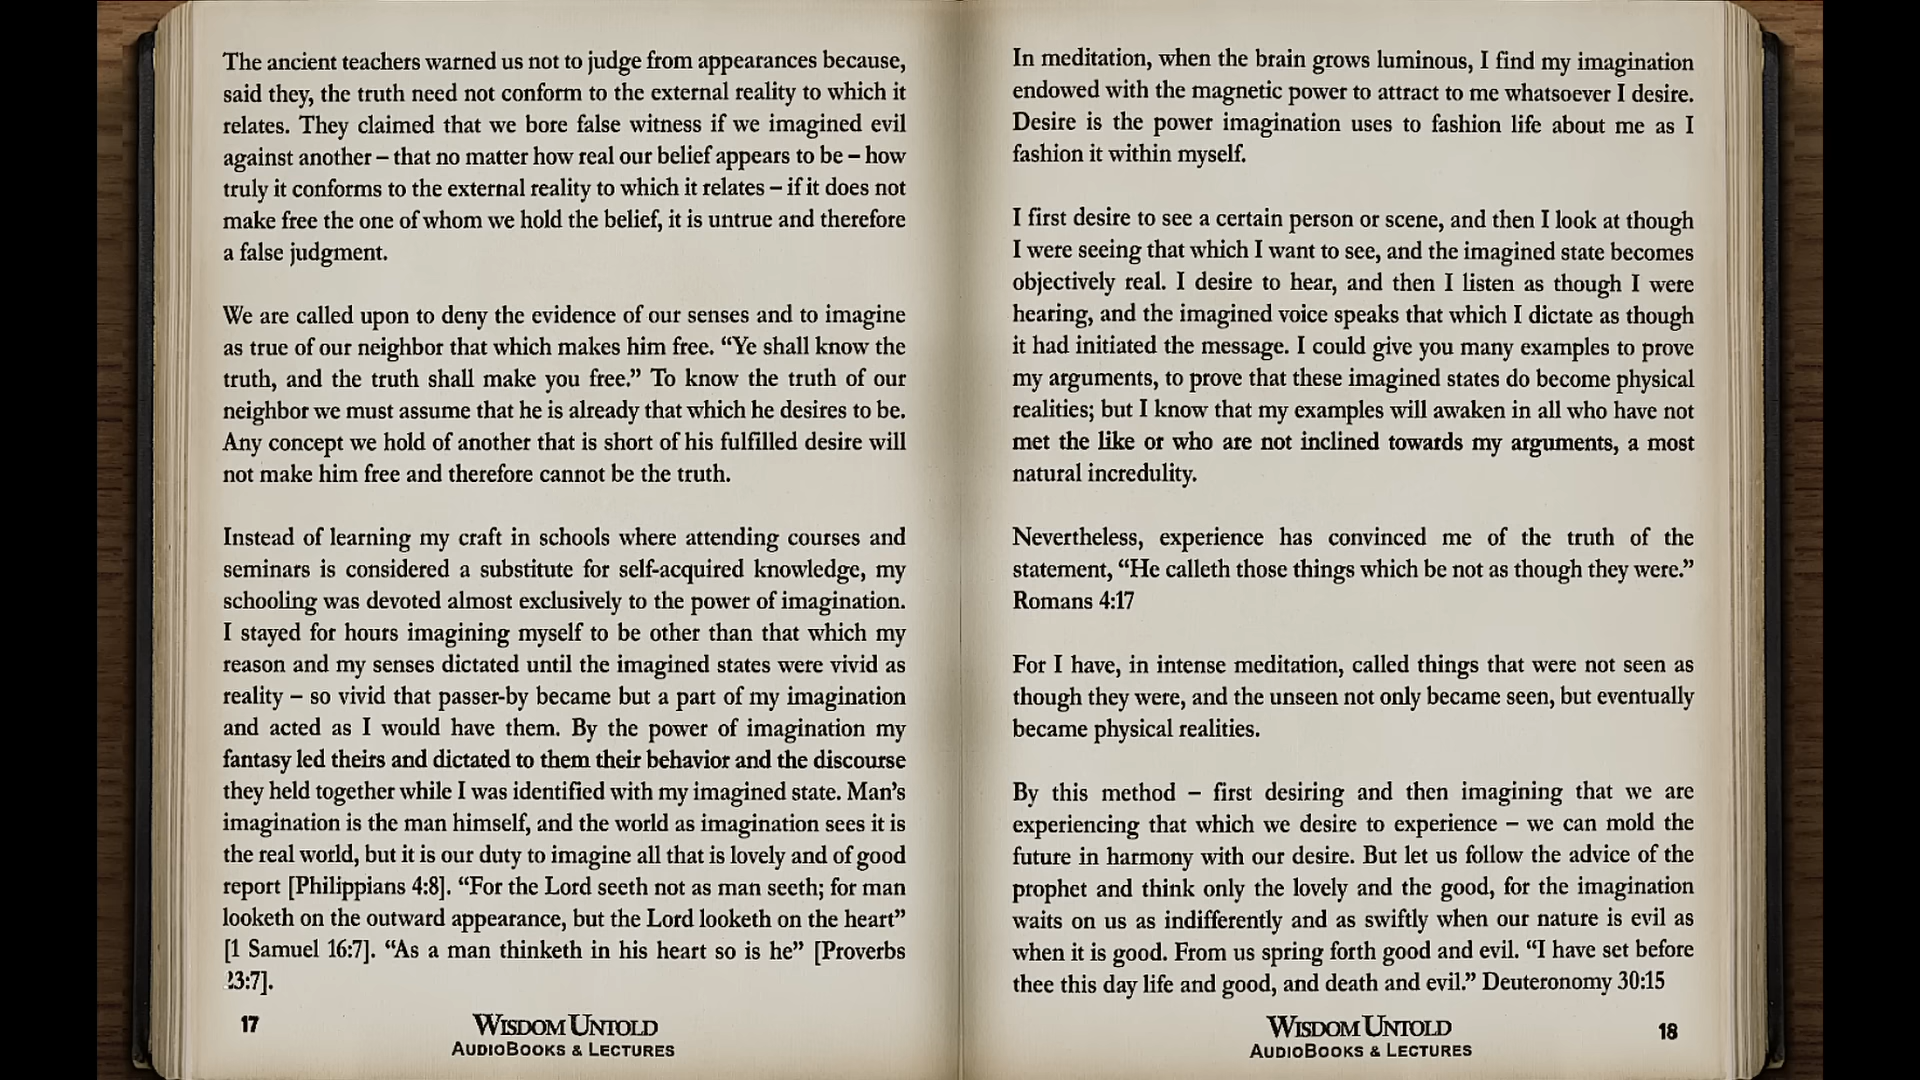 The ancient teachers warned us not to judge from appearances because,
said they, the truth need not conform to the external reality to which it
relates. They claimed that we bore false witness if we imagined evil
against another – that no matter how real our belief appears to be – how
truly it conforms to the external reality to which it relates – if it does not
make free the one of whom we hold the belief, it is untrue and therefore
a false judgment.
We are called upon to deny the evidence of our senses and to imagine
as true of our neighbor that which makes him free. “Ye shall know the
truth, and the truth shall make you free.” To know the truth of our
neighbor we must assume that he is already that which he desires to be.
Any concept we hold of another that is short of his fulfilled desire will
not make him free and therefore cannot be the truth.
Instead of learning my craft in schools where attending courses and
seminars is considered a substitute for self-acquired knowledge, my
schooling was devoted almost exclusively to the power of imagination.
I stayed for hours imagining myself to be other than that which my
reason and my senses dictated until the imagined states were vivid as
reality – so vivid that passer-by became but a part of my imagination
and acted as I would have them. By the power of imagination my
fantasy led theirs and dictated to them their behavior and the discourse
they held together while I was identified with my imagined state. Man’s
imagination is the man himself, and the world as imagination sees it is
the real world, but it is our duty to imagine all that is lovely and of good
report [Philippians 4:8]. “For the Lord seeth not as man seeth; for man
looketh on the outward appearance, but the Lord looketh on the heart”
[1 Samuel 16:7]. “As a man thinketh in his heart so is he” [Proverbs
23:7].
17
WISDOM UNTOLD
AUDIOBOOKS & LECTURES
In meditation, when the brain grows luminous, I find my imagination
endowed with the magnetic power to attract to me whatsoever I desire.
Desire is the power imagination uses to fashion life about me as I
fashion it within myself.
I first desire to see a certain person or scene, and then I look at though
I were seeing that which I want to see, and the imagined state becomes
objectively real. I desire to hear, and then I listen as though I were
hearing, and the imagined voice speaks that which I dictate as though
it had initiated the message. I could give you many examples to prove
my arguments, to prove that these imagined states do become physical
realities; but I know that my examples will awaken in all who have not
met the like or who are not inclined towards my arguments, a most
natural incredulity.
Nevertheless, experience has convinced me of the truth of the
statement, “He calleth those things which be not as though they were.”
Romans 4:17
For I have, in intense meditation, called things that were not seen as
though they were, and the unseen not only became seen, but eventually
became physical realities.
By this method – first desiring and then imagining that we are
experiencing that which we desire to experience – we can mold the
future in harmony with our desire. But let us follow the advice of the
prophet and think only the lovely and the good, for the imagination
waits on us as indifferently and as swiftly when our nature is evil as
when it is good. From us spring forth good and evil. “I have set before
thee this day life and good, and death and evil.” Deuteronomy 30:15
WISDOM UNTOLD
AUDIOBOOKS & LECTURES
18